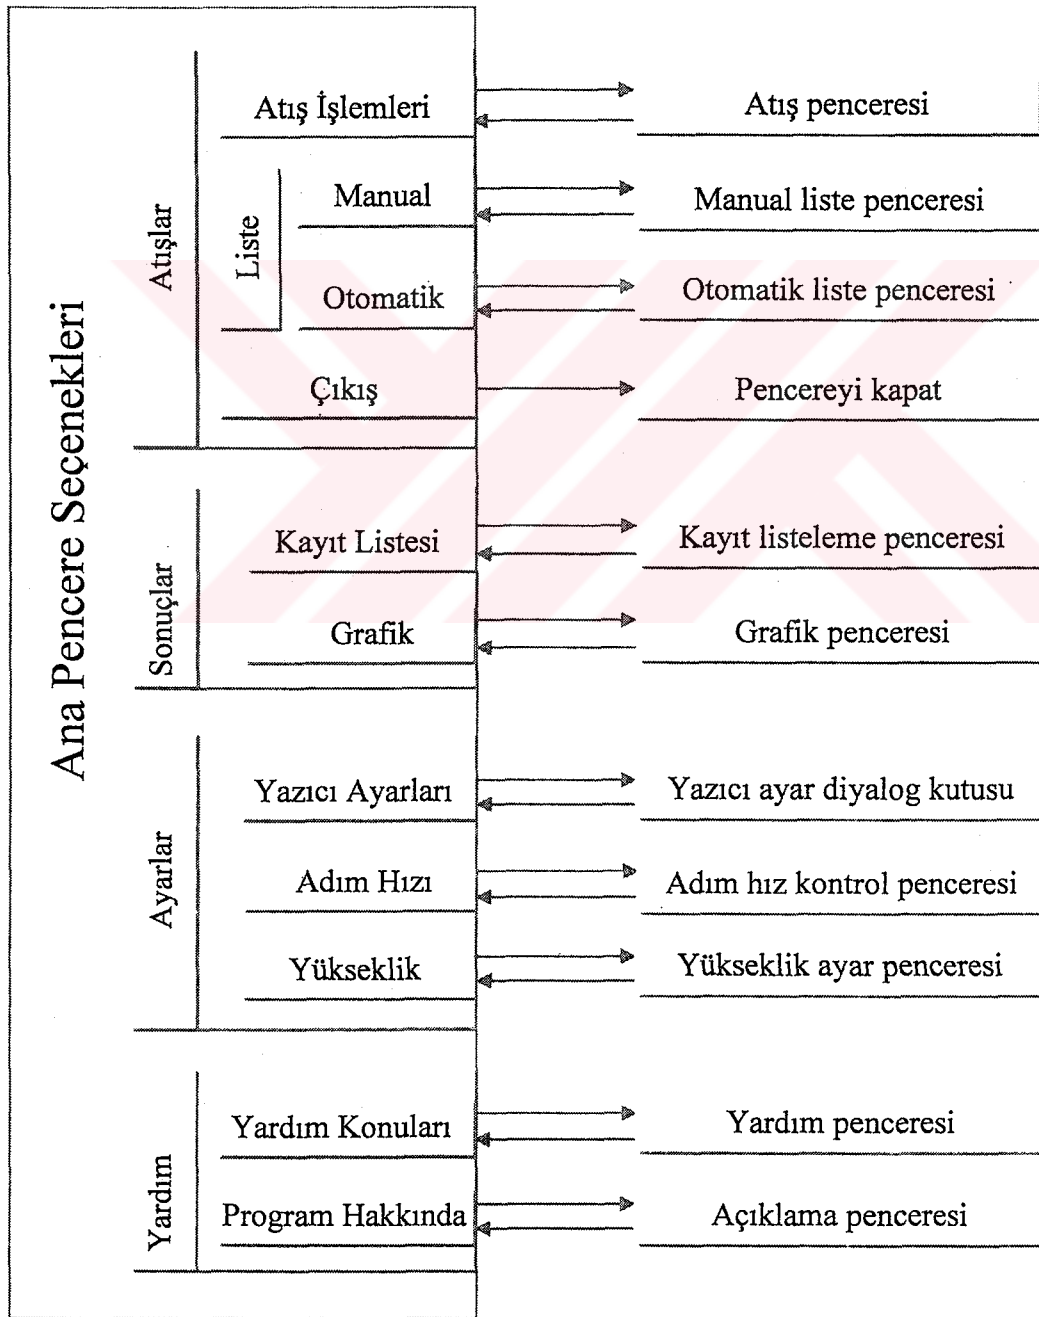 Ana Pencere Seçenekleri
Atışlar
Atış İşlemleri
Atış penceresi
Liste
Manual
Manual liste penceresi
Otomatik
Otomatik liste penceresi
Çıkış
Pencereyi kapat
Sonuçlar
Kayıt Listesi
Kayıt listeleme penceresi
Grafik
Grafik penceresi
Ayarlar
Yazıcı Ayarları
Yazıcı ayar diyalog kutusu
Adım Hızı
Adım hız kontrol penceresi
Yükseklik
Yükseklik ayar penceresi
Yardım
Yardım Konuları
Yardım penceresi
Program Hakkında
Açıklama penceresi